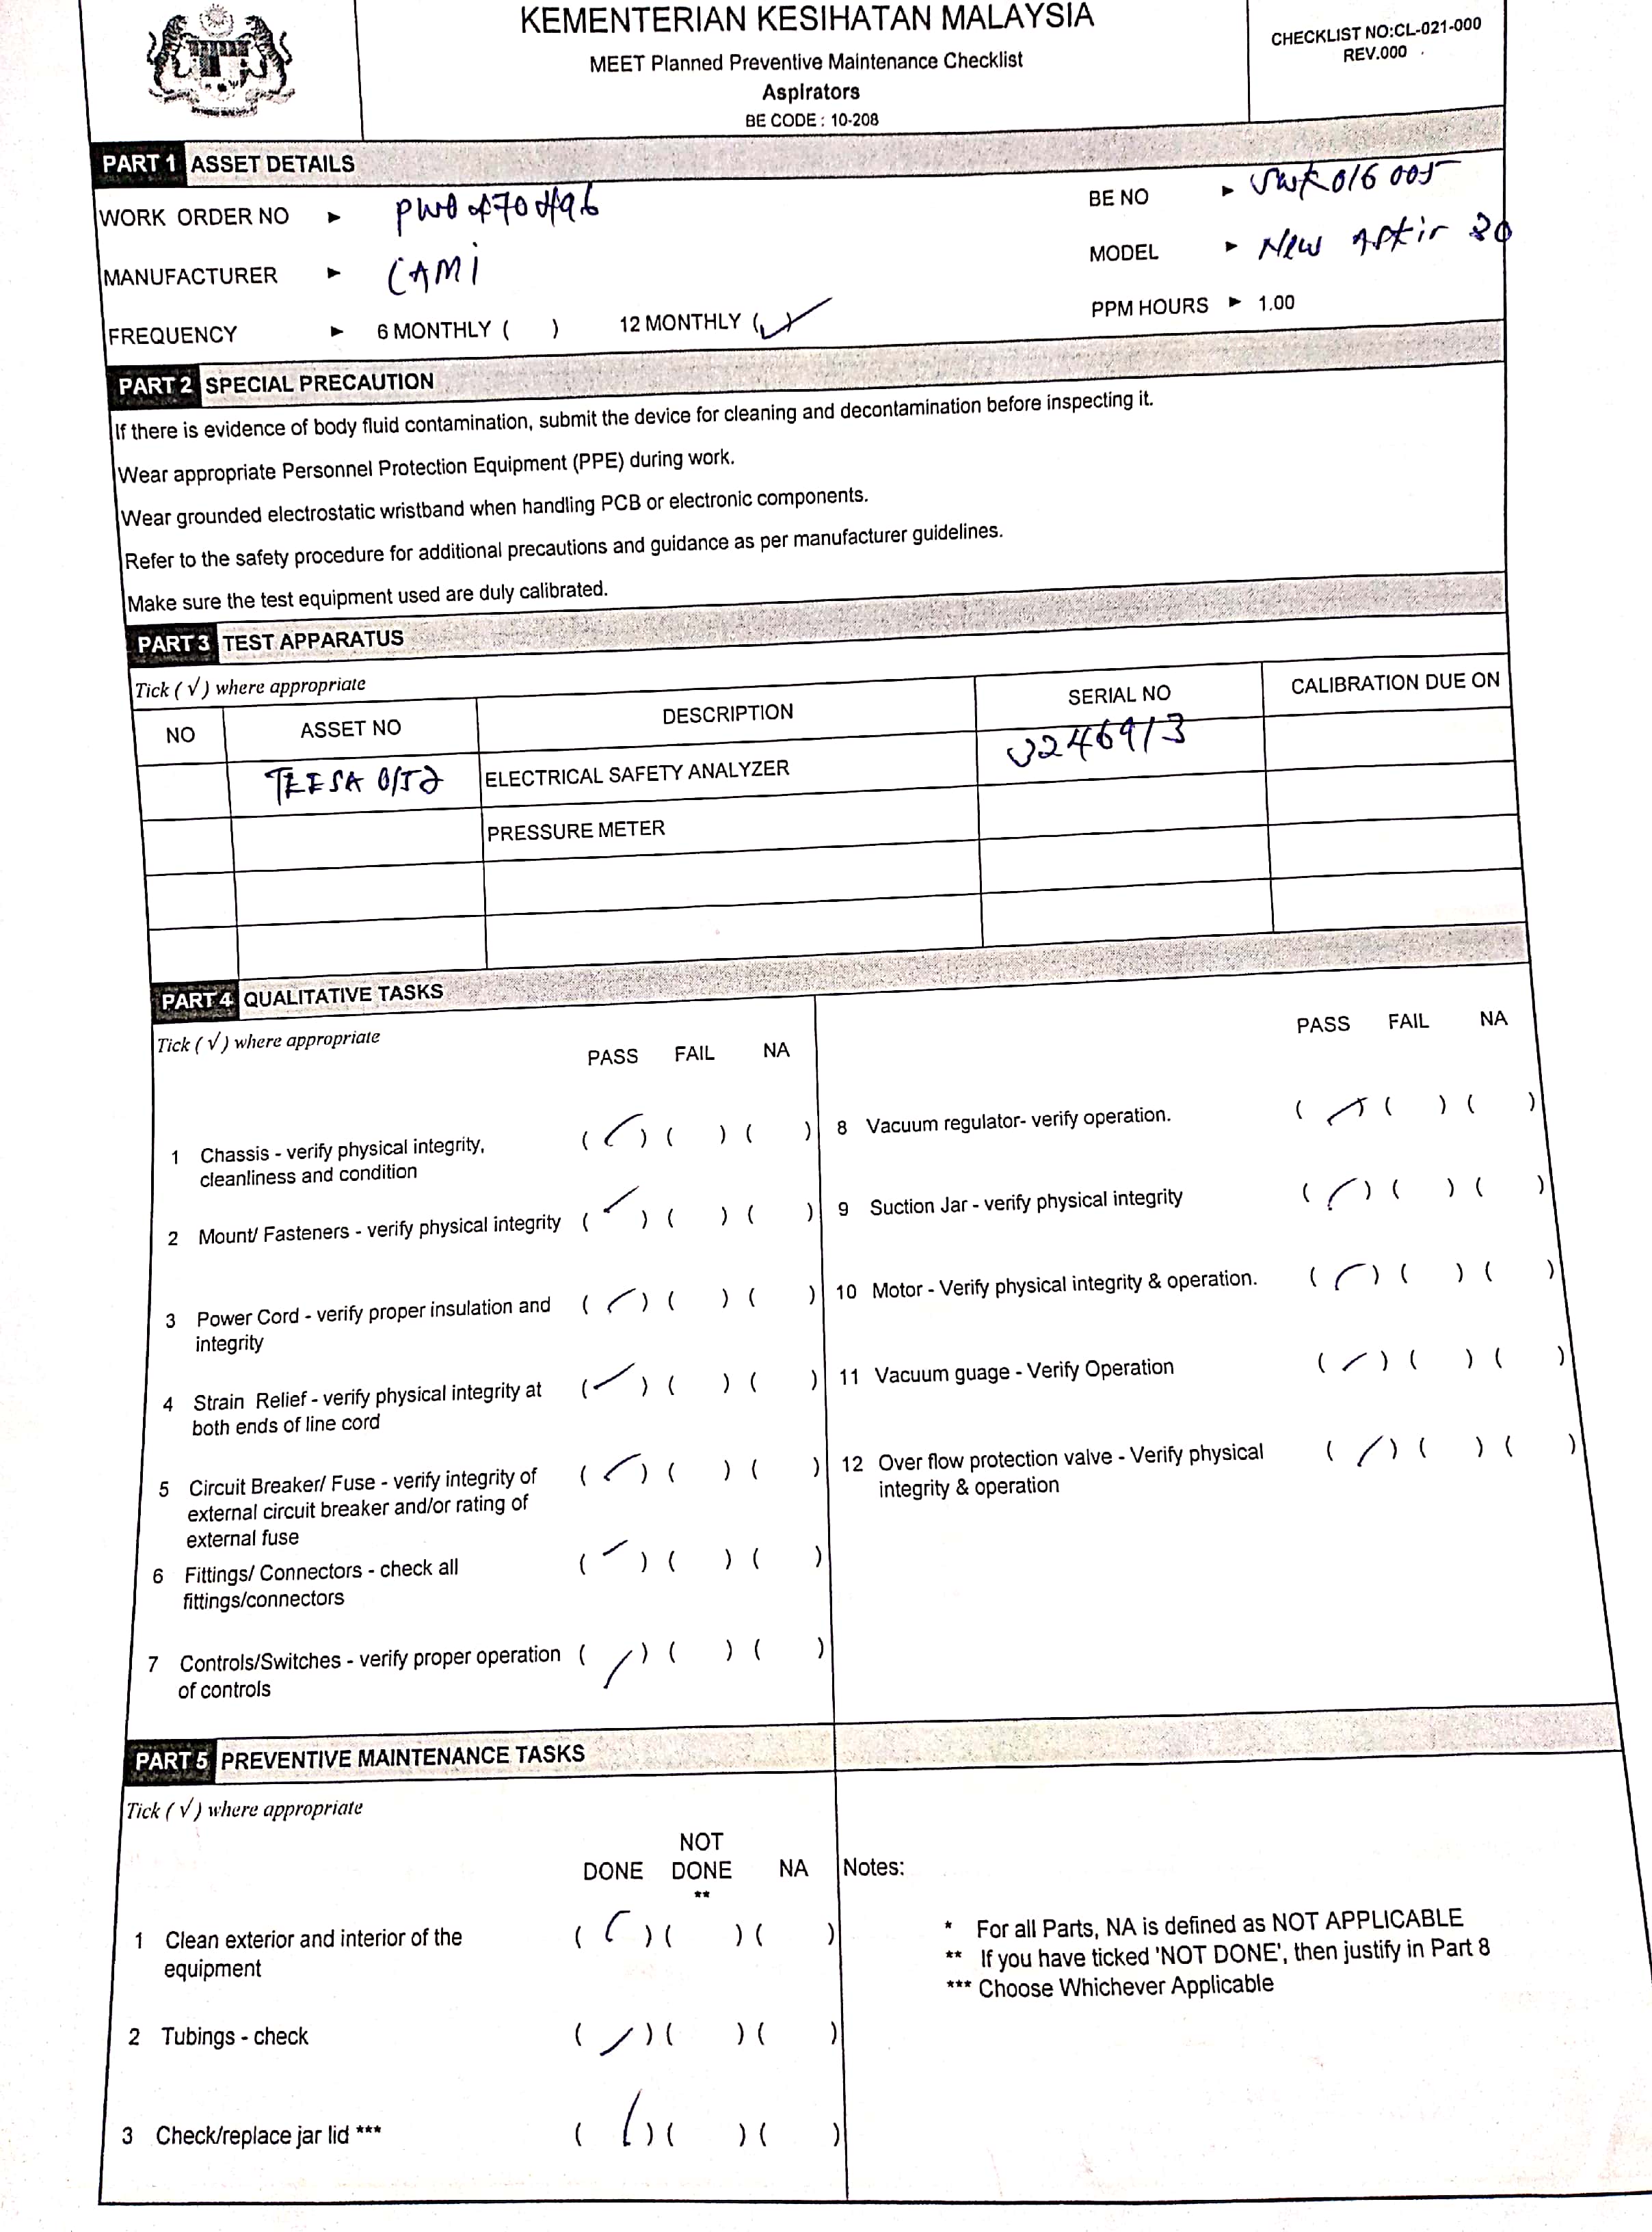 KEMENTERIAN KESIHATAN MALAYSIA
MEET Planned Preventive Maintenance Checklist
Aspirators
BE CODE : 10-208
CHECKLIST NO:CL-021-000
REV.000
PART 1 ASSET DETAILS
WORK ORDER NO ►
BE NO ► 016005
MANUFACTURER ► CAMI
MODEL ► New
FREQUENCY ► 6 MONTHLY ( ) 12 MONTHLY (✓)
PPM HOURS ► 1.00
PART 2 SPECIAL PRECAUTION
If there is evidence of body fluid contamination, submit the device for cleaning and decontamination before inspecting it.
Wear appropriate Personnel Protection Equipment (PPE) during work.
Wear grounded electrostatic wristband when handling PCB or electronic components.
Refer to the safety procedure for additional precautions and guidance as per manufacturer guidelines.
Make sure the test equipment used are duly calibrated.
PART 3 TEST APPARATUS
Tick ( √ ) where appropriate
NO ASSET NO DESCRIPTION SERIAL NO CALIBRATION DUE ON
ELECTRICAL SAFETY ANALYZER
PRESSURE METER
PART 4 QUALITATIVE TASKS
Tick ( √ ) where appropriate
PASS FAIL NA
1 Chassis - verify physical integrity, (✓) ( ) ( )
cleanliness and condition
2 Mount/ Fasteners - verify physical integrity (✓) ( ) ( )
3 Power Cord - verify proper insulation and (✓) ( ) ( )
integrity
4 Strain Relief - verify physical integrity at (✓) ( ) ( )
both ends of line cord
5 Circuit Breaker/ Fuse - verify integrity of (✓) ( ) ( )
external circuit breaker and/or rating of
external fuse
6 Fittings/ Connectors - check all (✓) ( ) ( )
fittings/connectors
7 Controls/Switches - verify proper operation (✓) ( ) ( )
of controls
PASS FAIL NA
8 Vacuum regulator- verify operation. (✓) ( ) ( )
9 Suction Jar - verify physical integrity (✓) ( ) ( )
10 Motor - Verify physical integrity & operation. (✓) ( ) ( )
11 Vacuum guage - Verify Operation (✓) ( ) ( )
12 Over flow protection valve - Verify physical (✓) ( ) ( )
integrity & operation
PART 5 PREVENTIVE MAINTENANCE TASKS
Tick ( √ ) where appropriate
NOT
DONE DONE NA
**
1 Clean exterior and interior of the (✓) ( ) ( )
equipment
2 Tubings - check (✓) ( ) ( )
3 Check/replace jar lid *** (✓) ( ) ( )
Notes:
* For all Parts, NA is defined as NOT APPLICABLE
** If you have ticked 'NOT DONE', then justify in Part 8
*** Choose Whichever Applicable